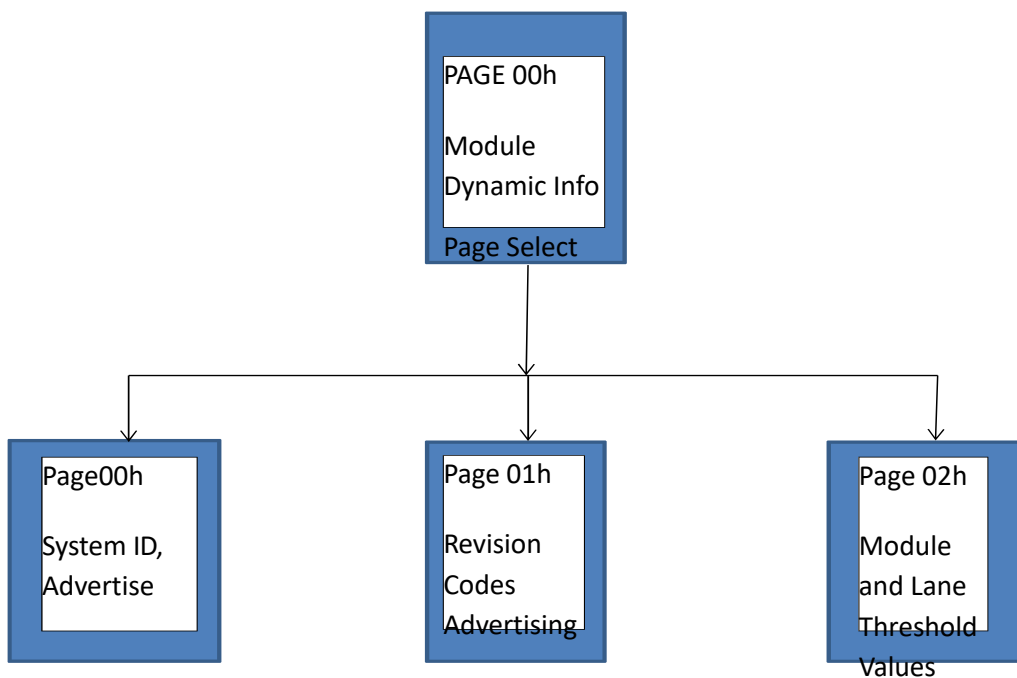 PAGE 00h
Module
Dynamic Info
Page Select
Page00h
System ID,
Advertise
Page 01h
Revision
Codes
Advertising
Page 02h
Module
and Lane
Threshold
Values